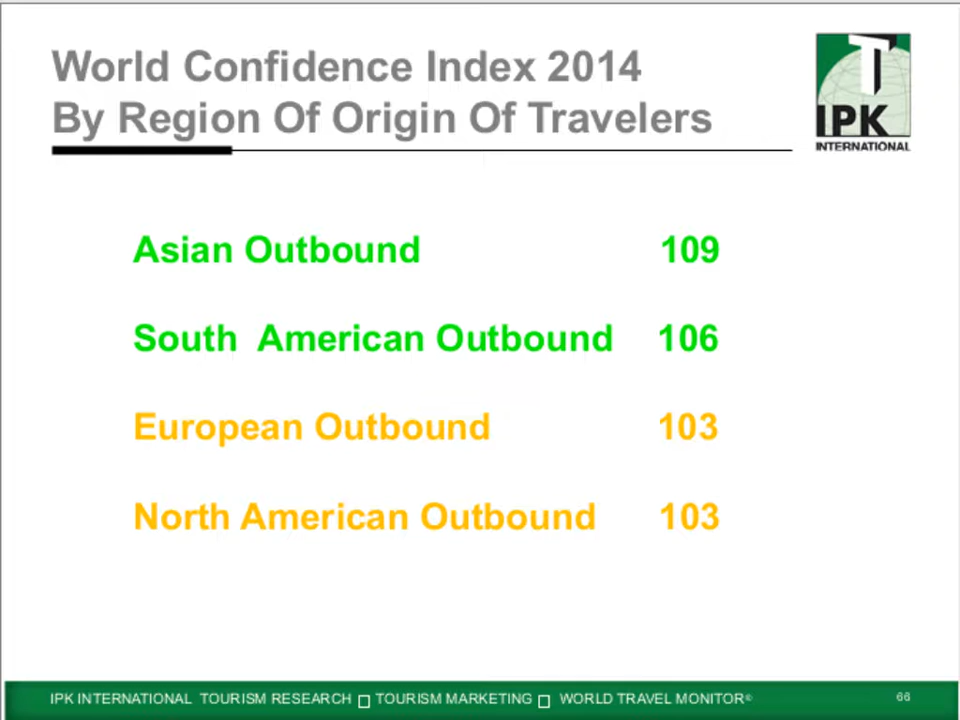 World Confidence Index 2014
By Region Of Origin Of Travelers
IPK
INTERNATIONAL
Asian Outbound 109
South American Outbound 106
European Outbound 103
North American Outbound 103
IPK INTERNATIONAL TOURISM RESEARCH □ TOURISM MARKETING □ WORLD TRAVEL MONITOR® 66